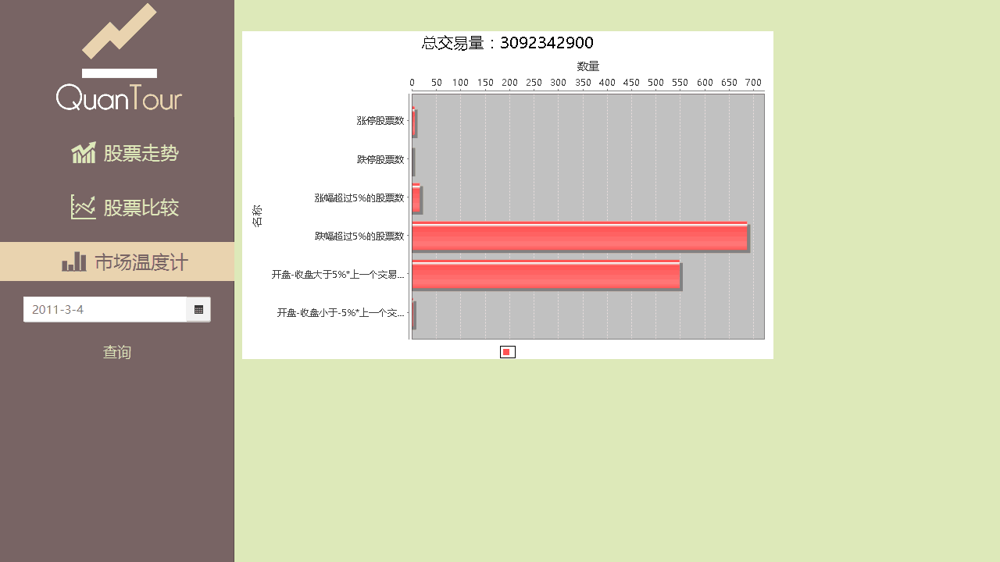 QuanTour
股票走势
股票比较
市场温度计
2011-3-4
查询
总交易量：3092342900
数量
0 50 100 150 200 250 300 350 400 450 500 550 600 650 700
名称
涨停股票数
跌停股票数
涨幅超过5%的股票数
跌幅超过5%的股票数
开盘-收盘大于5%*上一个交易...
开盘-收盘小于-5%*上一个交...